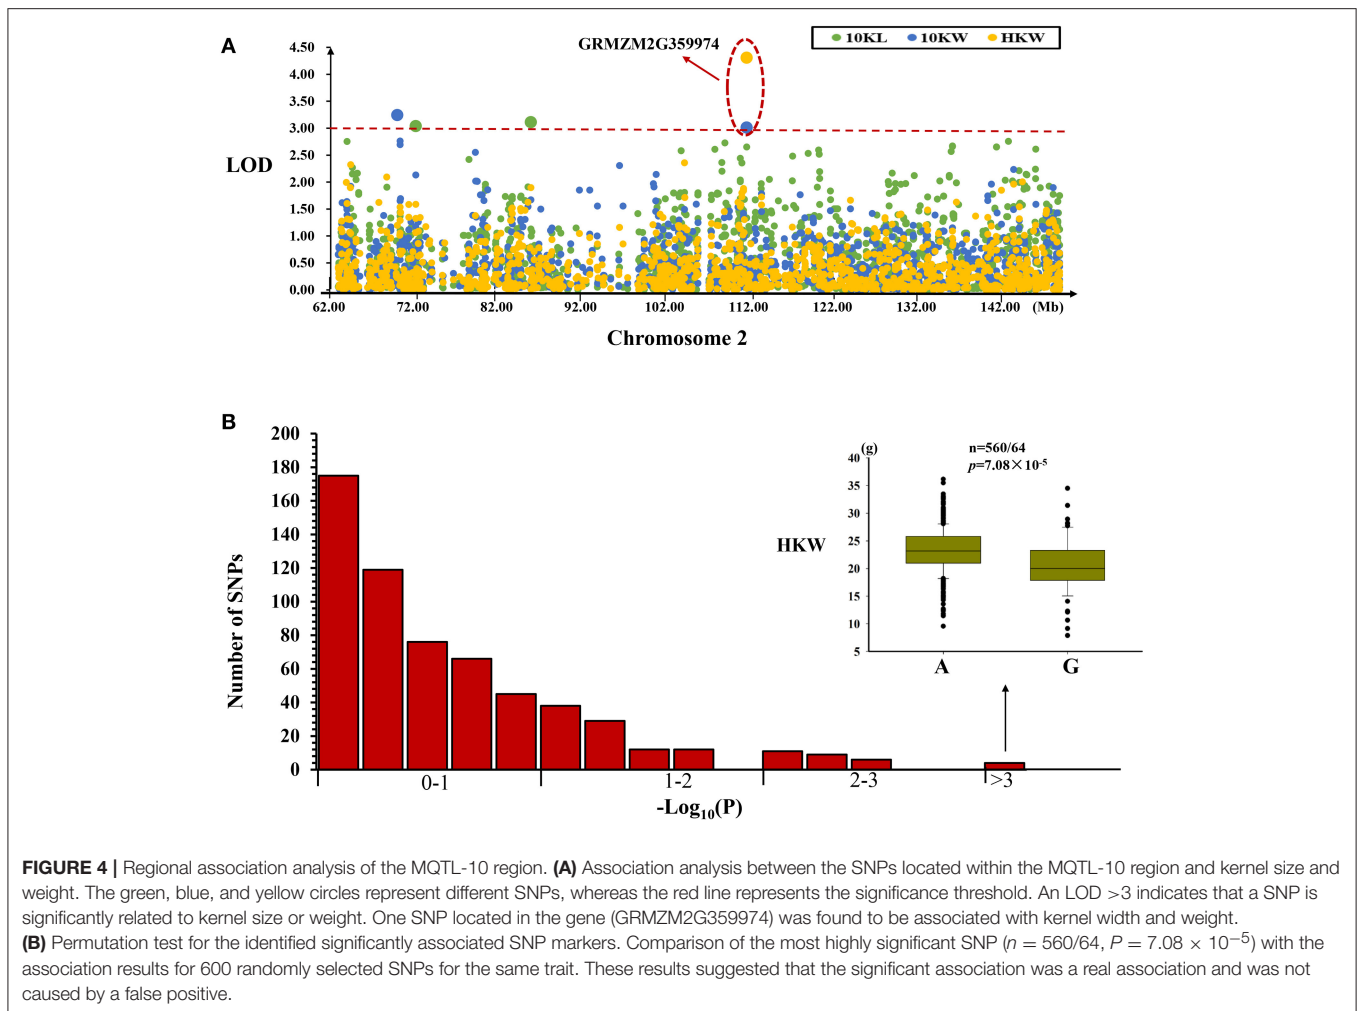 A
GRMZM2G359974
10KL 10KW HKW
4.50
4.00
3.50
3.00
2.50
2.00
1.50
1.00
0.50
0.00
LOD
62.00 72.00 82.00 92.00 102.00 112.00 122.00 132.00 142.00 (Mb)
Chromosome 2
B
200
180
160
140
120
100
80
60
40
20
0
Number of SNPs
0-1 1-2 2-3 >3
-Log10(P)
(g)
n=560/64
p=7.08×10-5
40
35
30
25
20
15
10
5
HKW
A G
FIGURE 4 | Regional association analysis of the MQTL-10 region. (A) Association analysis between the SNPs located within the MQTL-10 region and kernel size and
weight. The green, blue, and yellow circles represent different SNPs, whereas the red line represents the significance threshold. An LOD >3 indicates that a SNP is
significantly related to kernel size or weight. One SNP located in the gene (GRMZM2G359974) was found to be associated with kernel width and weight.
(B) Permutation test for the identified significantly associated SNP markers. Comparison of the most highly significant SNP (n = 560/64, P = 7.08 × 10−5) with the
association results for 600 randomly selected SNPs for the same trait. These results suggested that the significant association was a real association and was not
caused by a false positive.